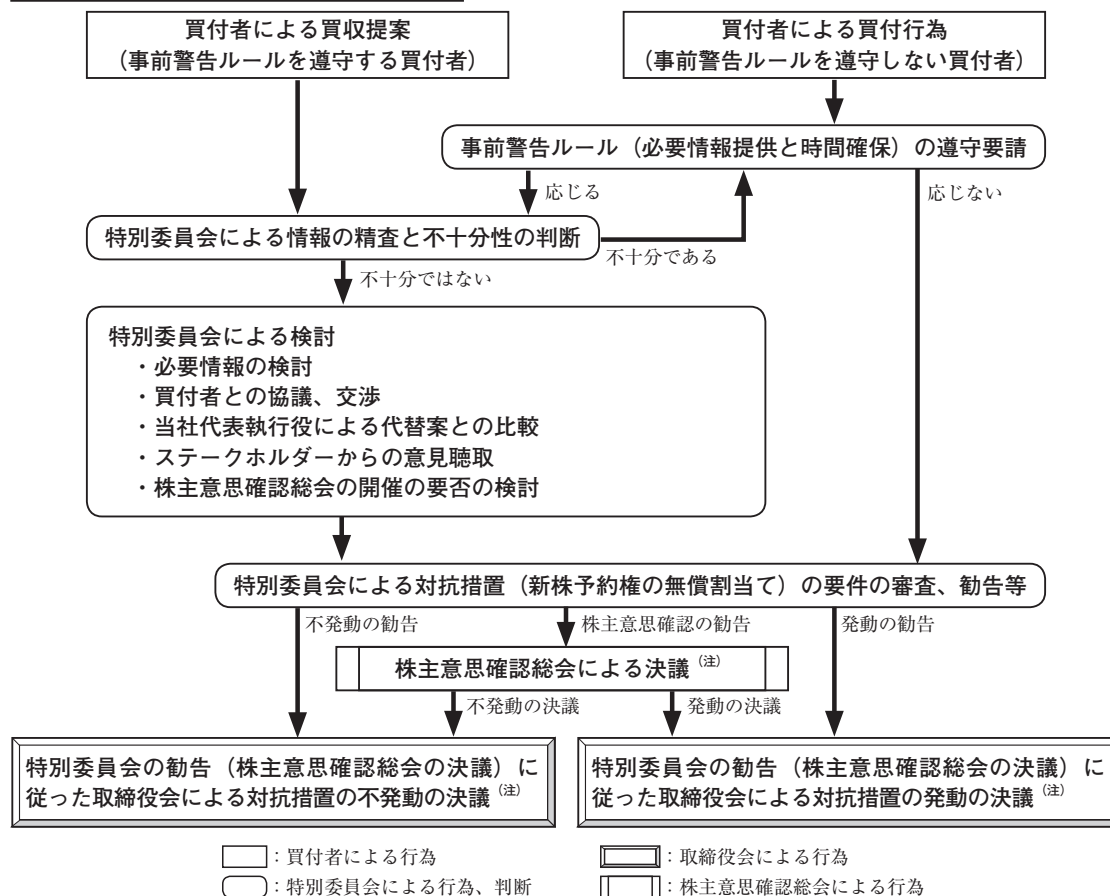 買付者による買収提案
（事前警告ルールを遵守する買付者）
買付者による買付行為
（事前警告ルールを遵守しない買付者）
事前警告ルール（必要情報提供と時間確保）の遵守要請
応じる
応じない
特別委員会による情報の精査と不十分性の判断
不十分である
不十分ではない
特別委員会による検討
・必要情報の検討
・買付者との協議、交渉
・当社代表執行役による代替案との比較
・ステークホルダーからの意見聴取
・株主意思確認総会の開催の要否の検討
特別委員会による対抗措置（新株予約権の無償割当て）の要件の審査、勧告等
不発動の勧告
株主意思確認の勧告
発動の勧告
株主意思確認総会による決議（注）
不発動の決議
発動の決議
特別委員会の勧告（株主意思確認総会の決議）に
従った取締役会による対抗措置の不発動の決議（注）
特別委員会の勧告（株主意思確認総会の決議）に
従った取締役会による対抗措置の発動の決議（注）
：買付者による行為
：取締役会による行為
：特別委員会による行為、判断
：株主意思確認総会による行為